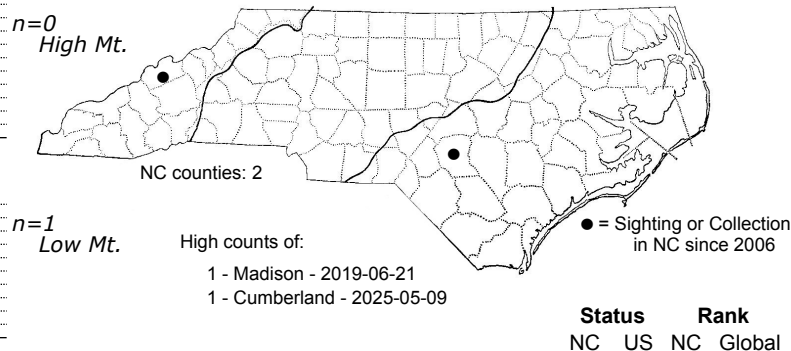 n=0
High Mt.
NC counties: 2
n=1
Low Mt.
High counts of:
1 - Madison - 2019-06-21
1 - Cumberland - 2025-05-09
● = Sighting or Collection
in NC since 2006
Status Rank
NC US NC Global